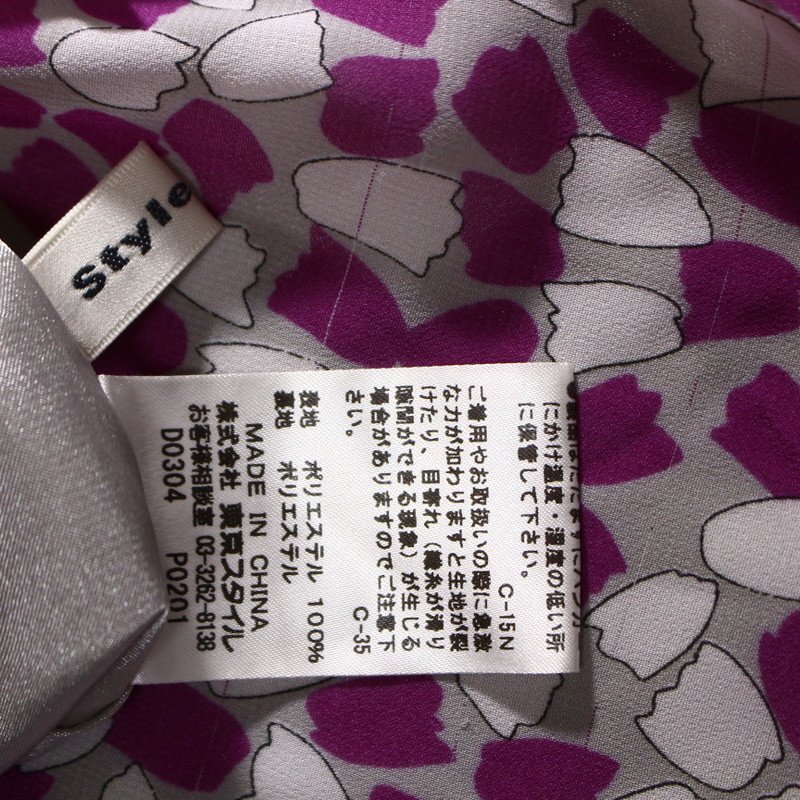 Style
にかけ温度・湿度の低い所
に保管して下さい。
C-15N
ご着用やお取扱いの際に急激
な力が加わりますと生地が裂
けたり、目寄れ（織糸が滑り
隙間ができる現象）が生じる
場合がありますのでご注意下
さい。
C-35
表地 ポリエステル 100%
裏地 ポリエステル
MADE IN CHINA
株式会社 東京スタイル
お客様相談室 03-3262-8138
D0304 P0201